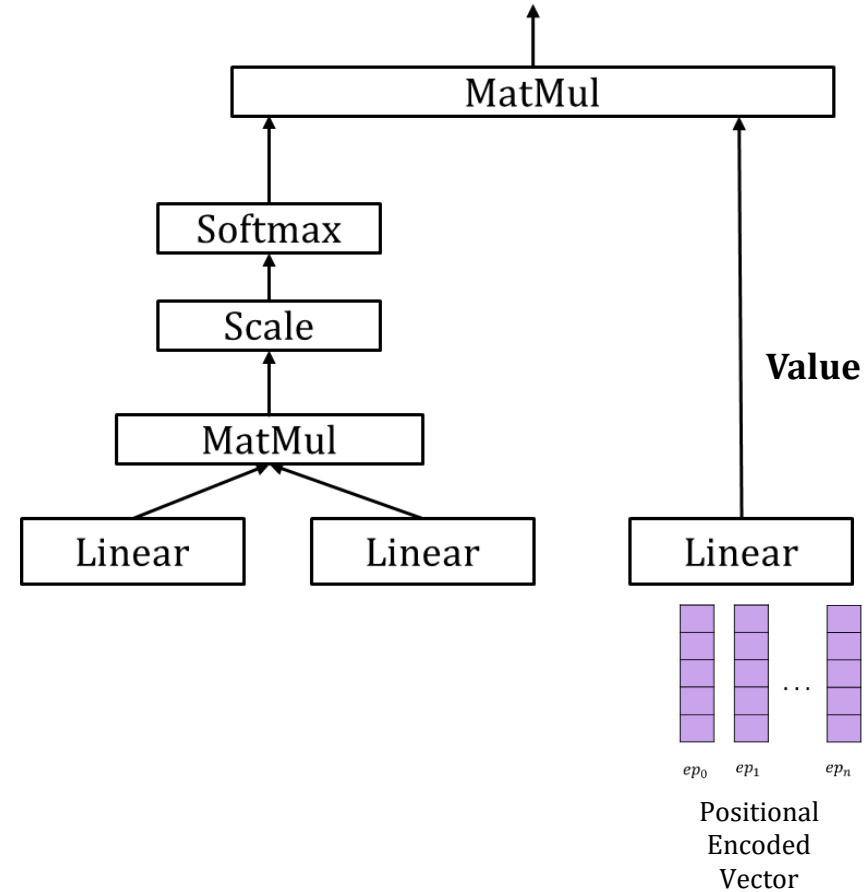 MatMul
Softmax
Scale
Value
MatMul
Linear Linear Linear
...
ep₀ ep₁ epₙ
Positional
Encoded
Vector